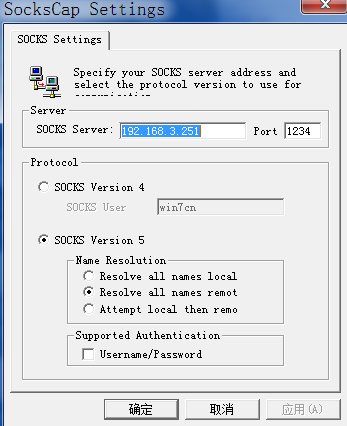 SocksCap Settings
SOCKS Settings
Specify your SOCKS server address and
select the protocol version to use for
Server
SOCKS Server: 192.168.3.251 Port 1234
Protocol
SOCKS Version 4
SOCKS User win7cn
SOCKS Version 5
Name Resolution
Resolve all names local
Resolve all names remot
Attempt local then remo
Supported Authentication
Username/Password
确定 取消 应用(A)